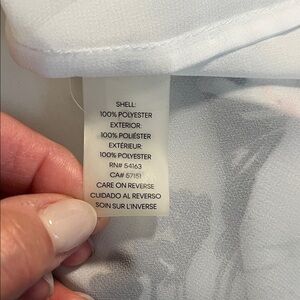 SHELL:
100% POLYESTER
EXTERIOR:
100% POLIÉSTER
EXTÉRIEUR:
100% POLYESTER
RN# 54163
CA# 57151
CARE ON REVERSE
CUIDADO AL REVERSO
SOIN SUR L'INVERSE